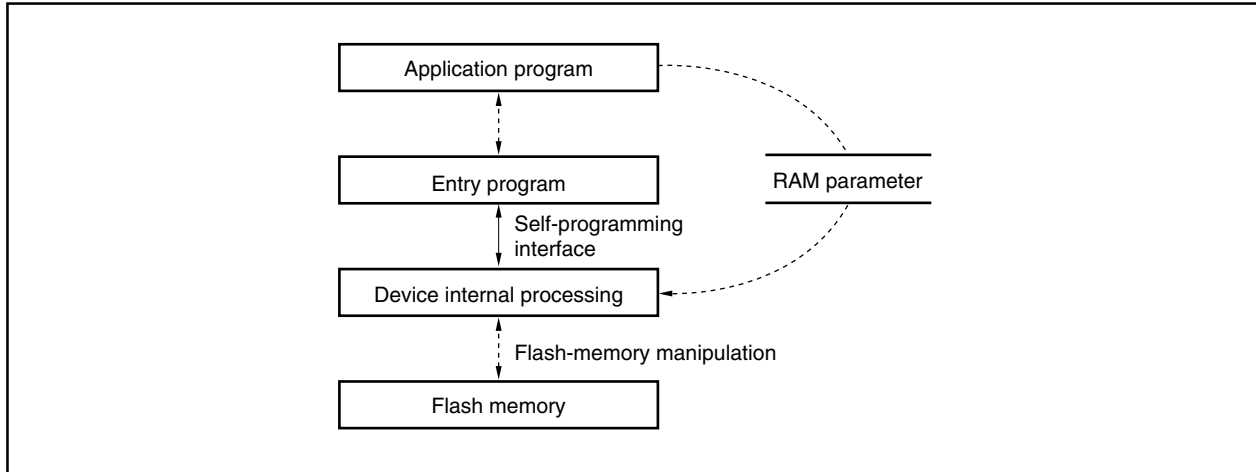 Application program
Entry program
RAM parameter
Self-programming
interface
Device internal processing
Flash-memory manipulation
Flash memory